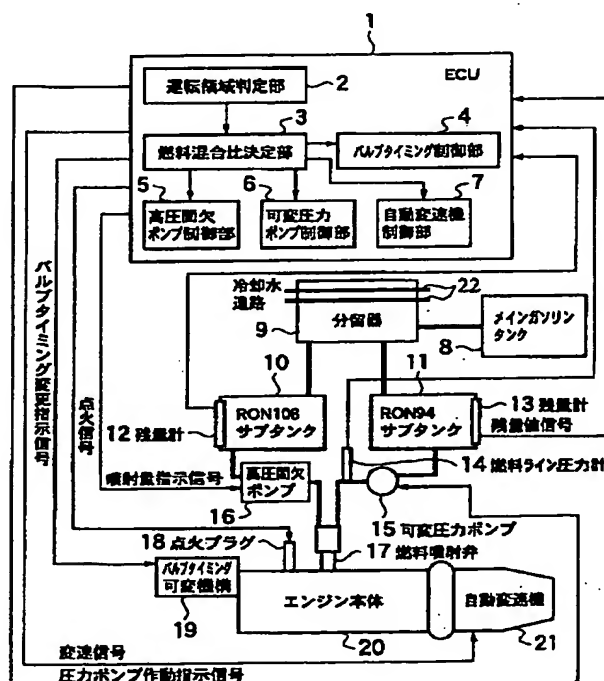 1
ECU
運転領域判定部
2
3
燃料混合比決定部
4
バルブタイミング制御部
5
高圧間欠
ポンプ制御部
6
可変圧力
ポンプ制御部
7
自動変速機
制御部
冷却水
通路
22
9
分留器
メインガソリン
タンク
8
10
RON108
サブタンク
11
RON94
サブタンク
12 残量計
13 残量計
残量値信号
14 燃料ライン圧力計
バルブタイミング変更指示信号
点火信号
噴射量指示信号
高圧間欠
ポンプ
16
15 可変圧力ポンプ
17 燃料噴射弁
18 点火プラグ
バルブタイミング
可変機構
19
エンジン本体
20
自動変速機
21
変速信号
圧力ポンプ作動指示信号